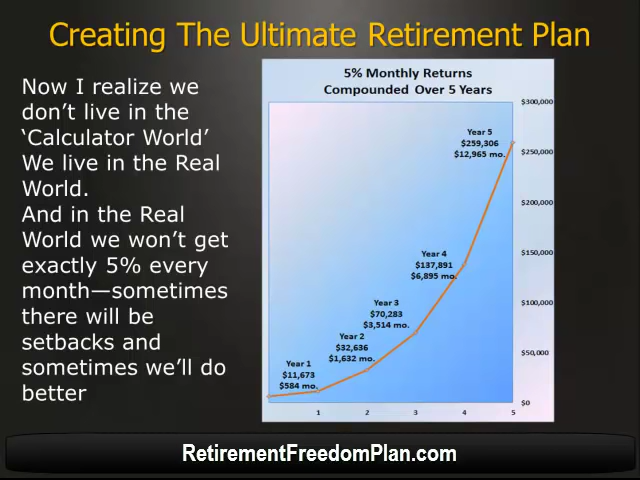 Creating The Ultimate Retirement Plan
Now I realize we
don’t live in the
‘Calculator World’
We live in the Real
World.
And in the Real
World we won’t get
exactly 5% every
month—sometimes
there will be
setbacks and
sometimes we’ll do
better
5% Monthly Returns
Compounded Over 5 Years
$300,000
$250,000
$200,000
$150,000
$100,000
$50,000
$0
Year 5
$259,306
$12,965 mo.
Year 4
$137,891
$6,895 mo.
Year 3
$70,283
$3,514 mo.
Year 2
$32,636
$1,632 mo.
Year 1
$11,673
$584 mo.
1 2 3 4 5
RetirementFreedomPlan.com